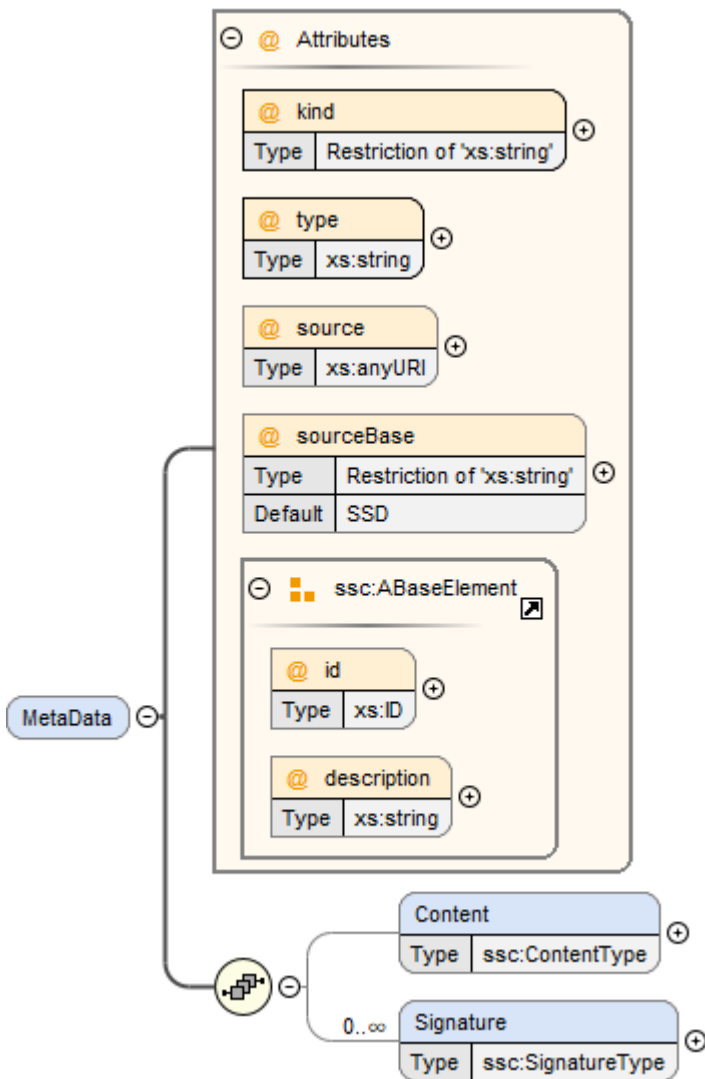 @ Attributes
@ kind
Type Restriction of 'xs:string'
@ type
Type xs:string
@ source
Type xs:anyURI
@ sourceBase
Type Restriction of 'xs:string'
Default SSD
ssc:ABaseElement
@ id
Type xs:ID
@ description
Type xs:string
MetaData
Content
Type ssc:ContentType
0..∞
Signature
Type ssc:SignatureType